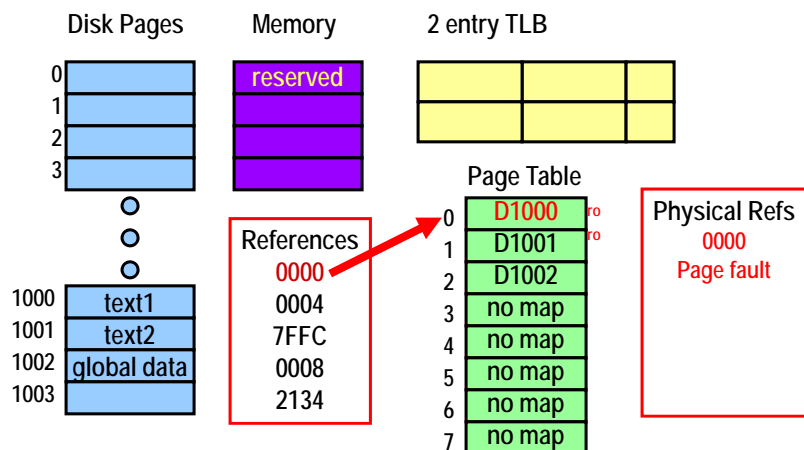 Disk Pages
Memory
2 entry TLB
0
1
2
3
reserved
1000 text1
1001 text2
1002 global data
1003
References
0000
0004
7FFC
0008
2134
Page Table
0 D1000 ro
1 D1001 ro
2 D1002
3 no map
4 no map
5 no map
6 no map
7 no map
Physical Refs
0000
Page fault